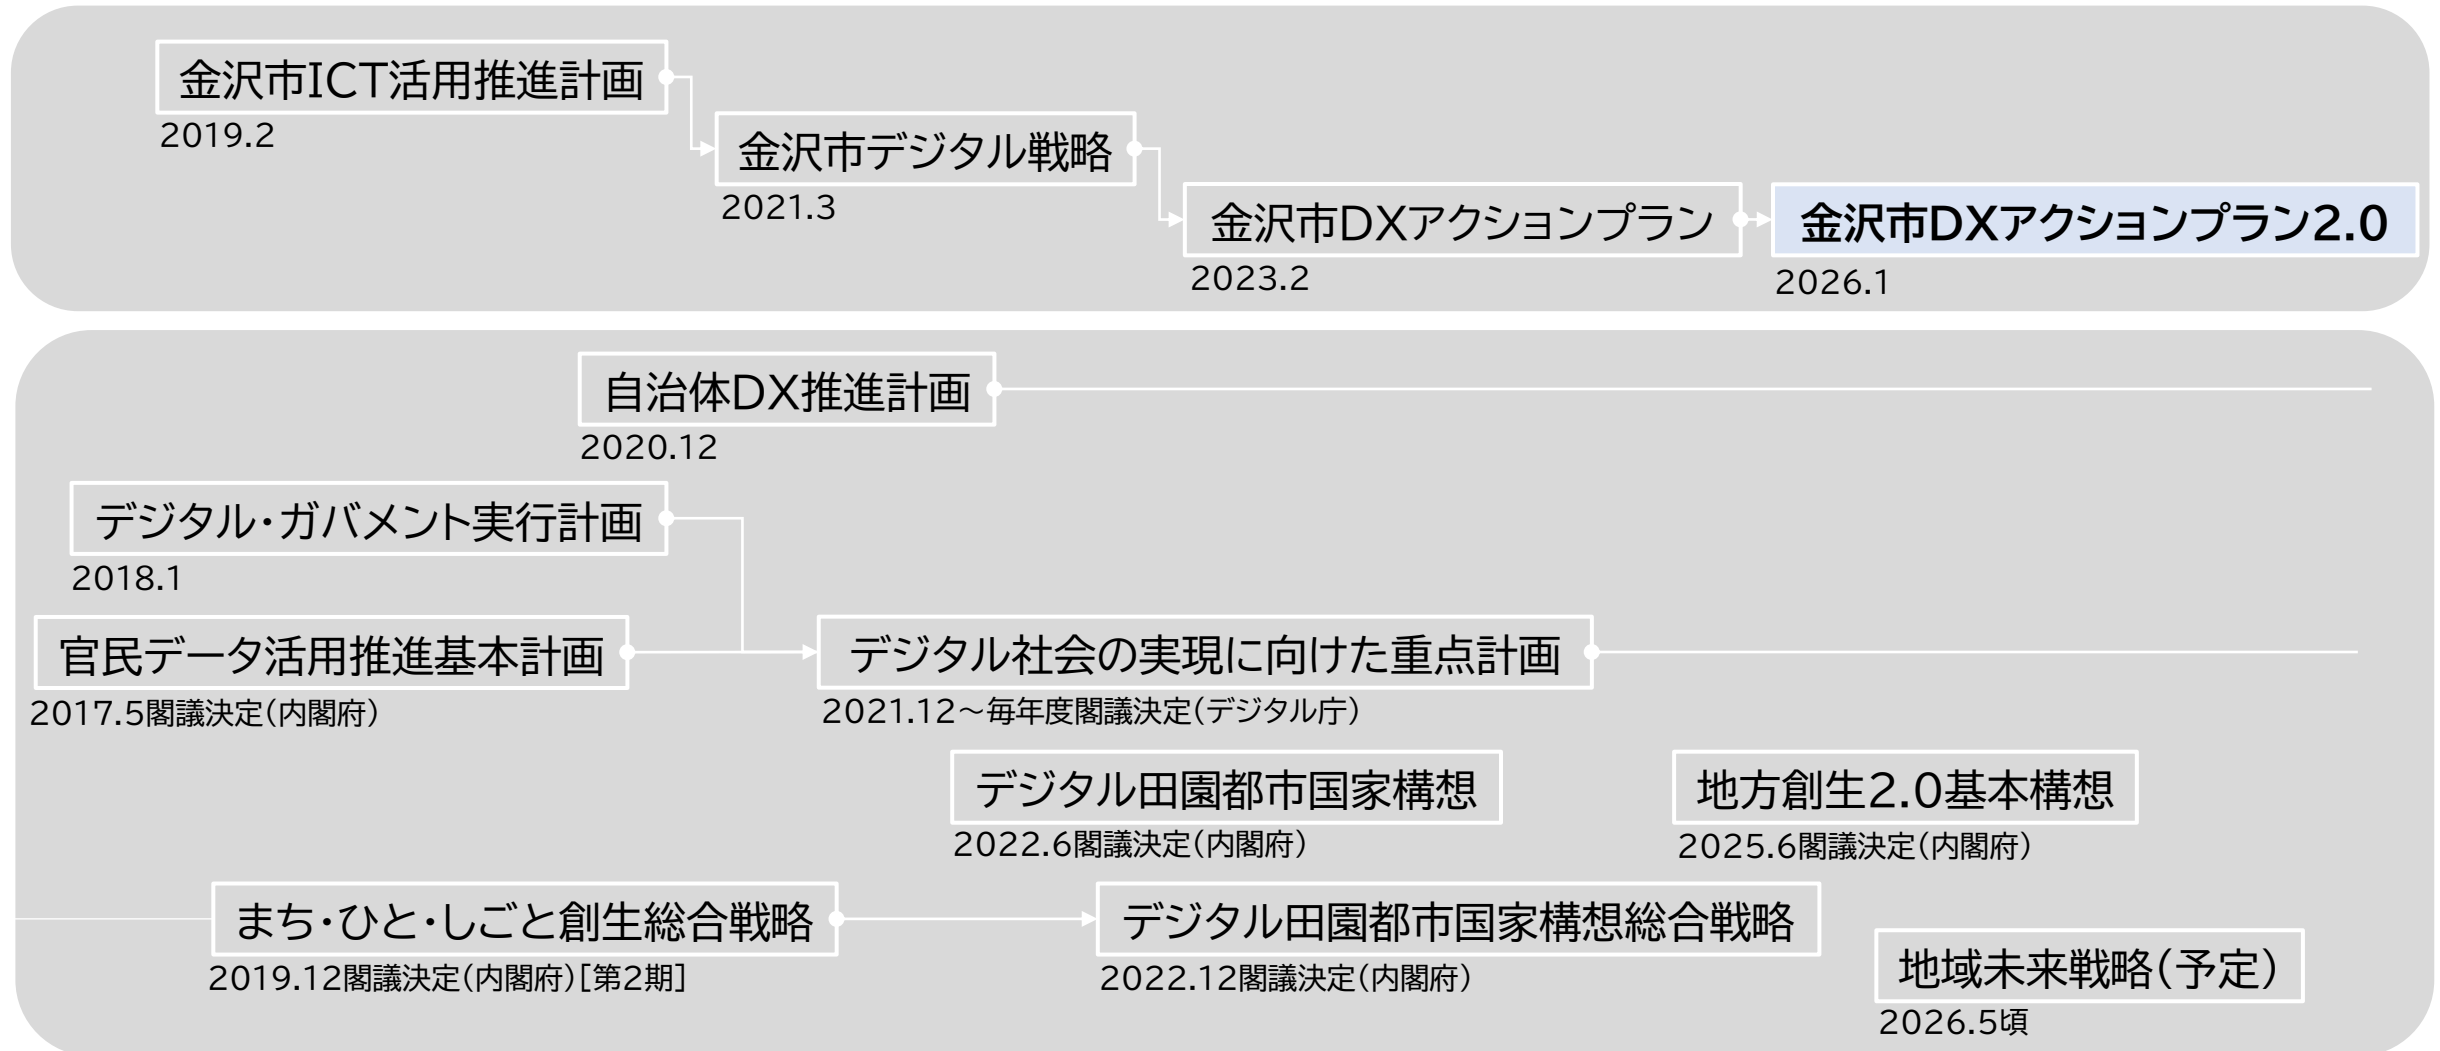 金沢市ICT活用推進計画
2019.2
金沢市デジタル戦略
2021.3
金沢市DXアクションプラン
2023.2
金沢市DXアクションプラン2.0
2026.1
自治体DX推進計画
2020.12
デジタル・ガバメント実行計画
2018.1
官民データ活用推進基本計画
2017.5閣議決定(内閣府)
デジタル社会の実現に向けた重点計画
2021.12～毎年度閣議決定(デジタル庁)
デジタル田園都市国家構想
2022.6閣議決定(内閣府)
地方創生2.0基本構想
2025.6閣議決定(内閣府)
まち・ひと・しごと創生総合戦略
2019.12閣議決定(内閣府)[第2期]
デジタル田園都市国家構想総合戦略
2022.12閣議決定(内閣府)
地域未来戦略(予定)
2026.5頃